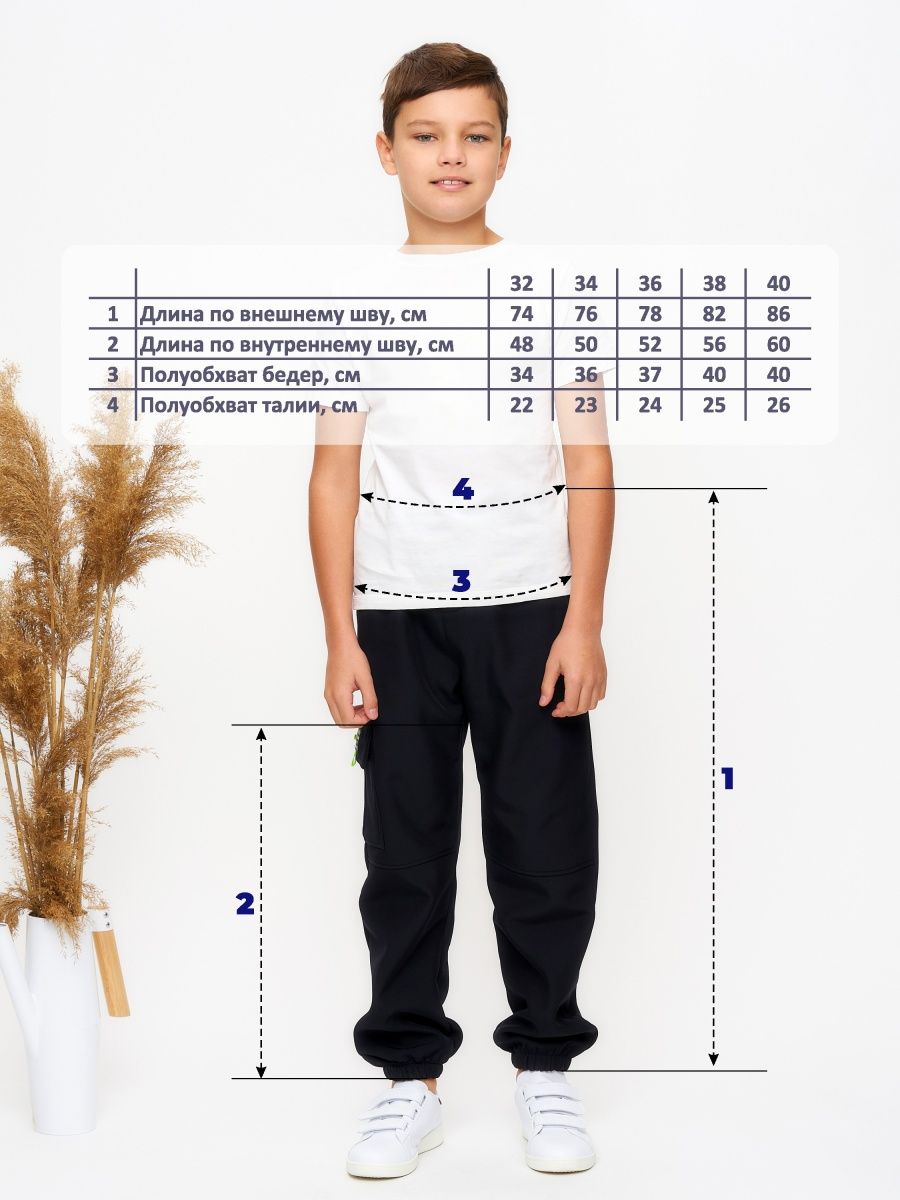 32 34 36 38 40
1 Длина по внешнему шву, см 74 76 78 82 86
2 Длина по внутреннему шву, см 48 50 52 56 60
3 Полуобхват бедер, см 34 36 37 40 40
4 Полуобхват талии, см 22 23 24 25 26
4
3
1
2